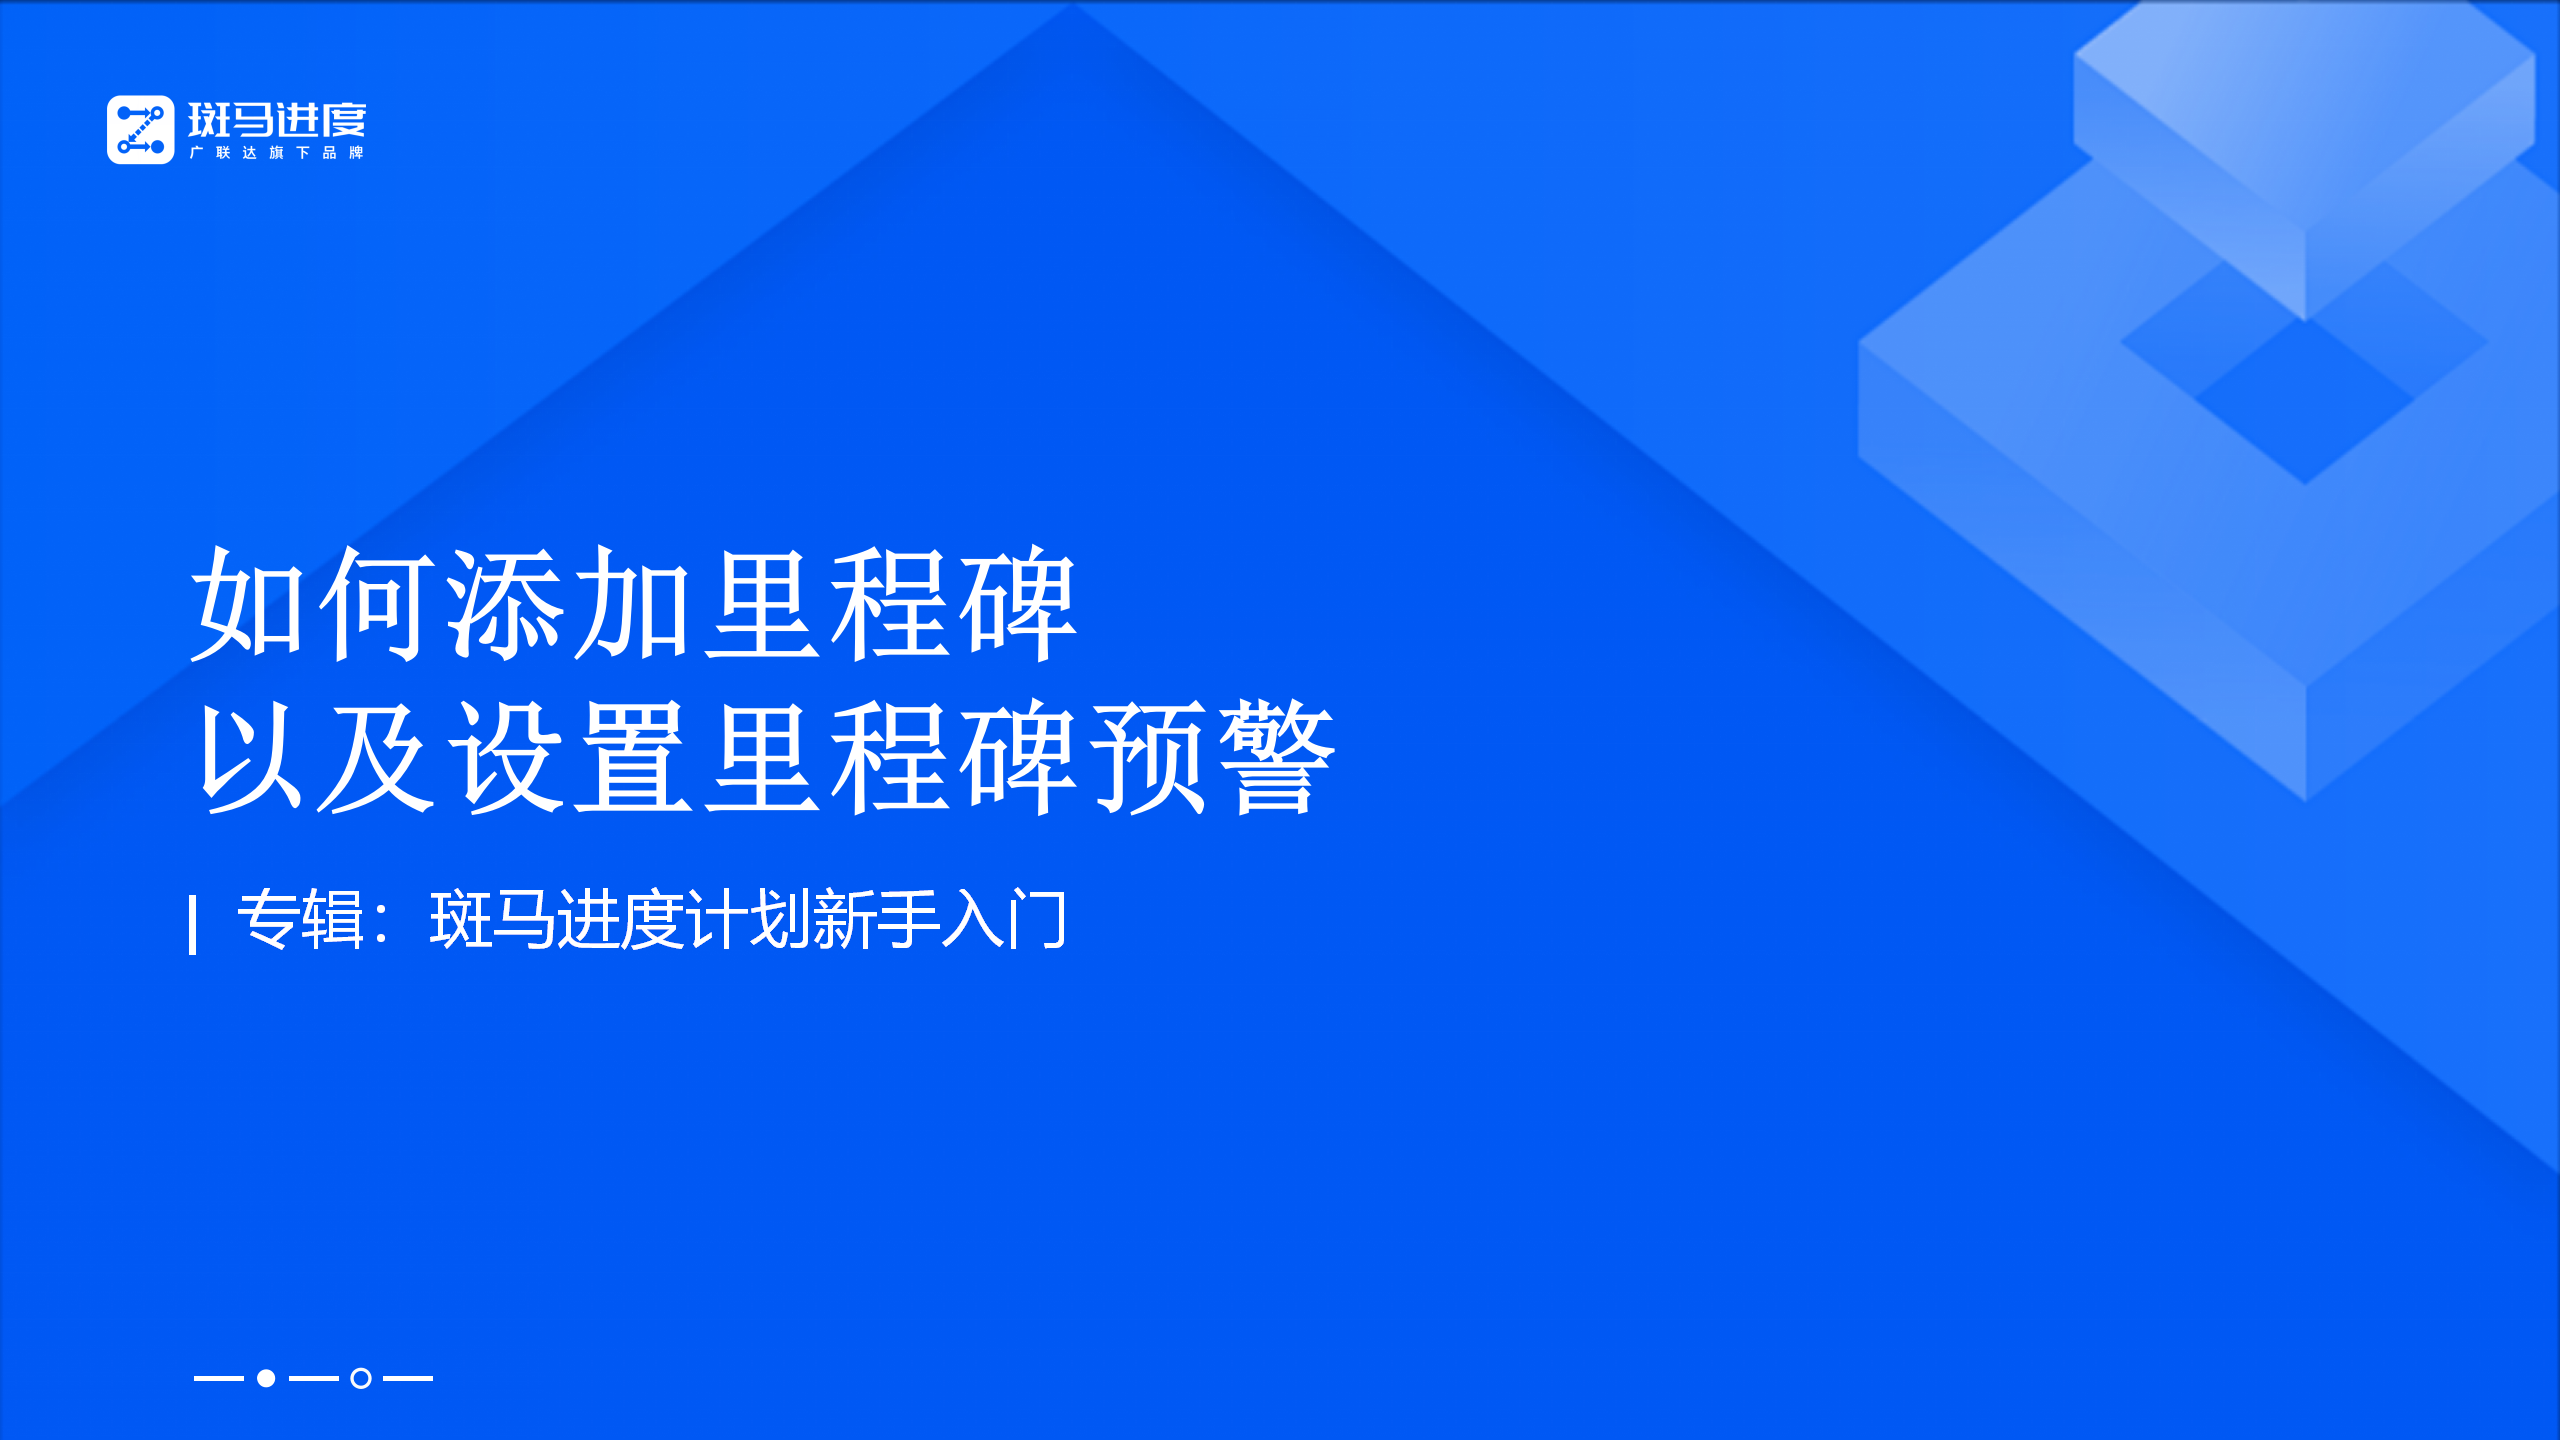 斑马进度
广联达旗下品牌
如何添加里程碑
以及设置里程碑预警
专辑：斑马进度计划新手入门